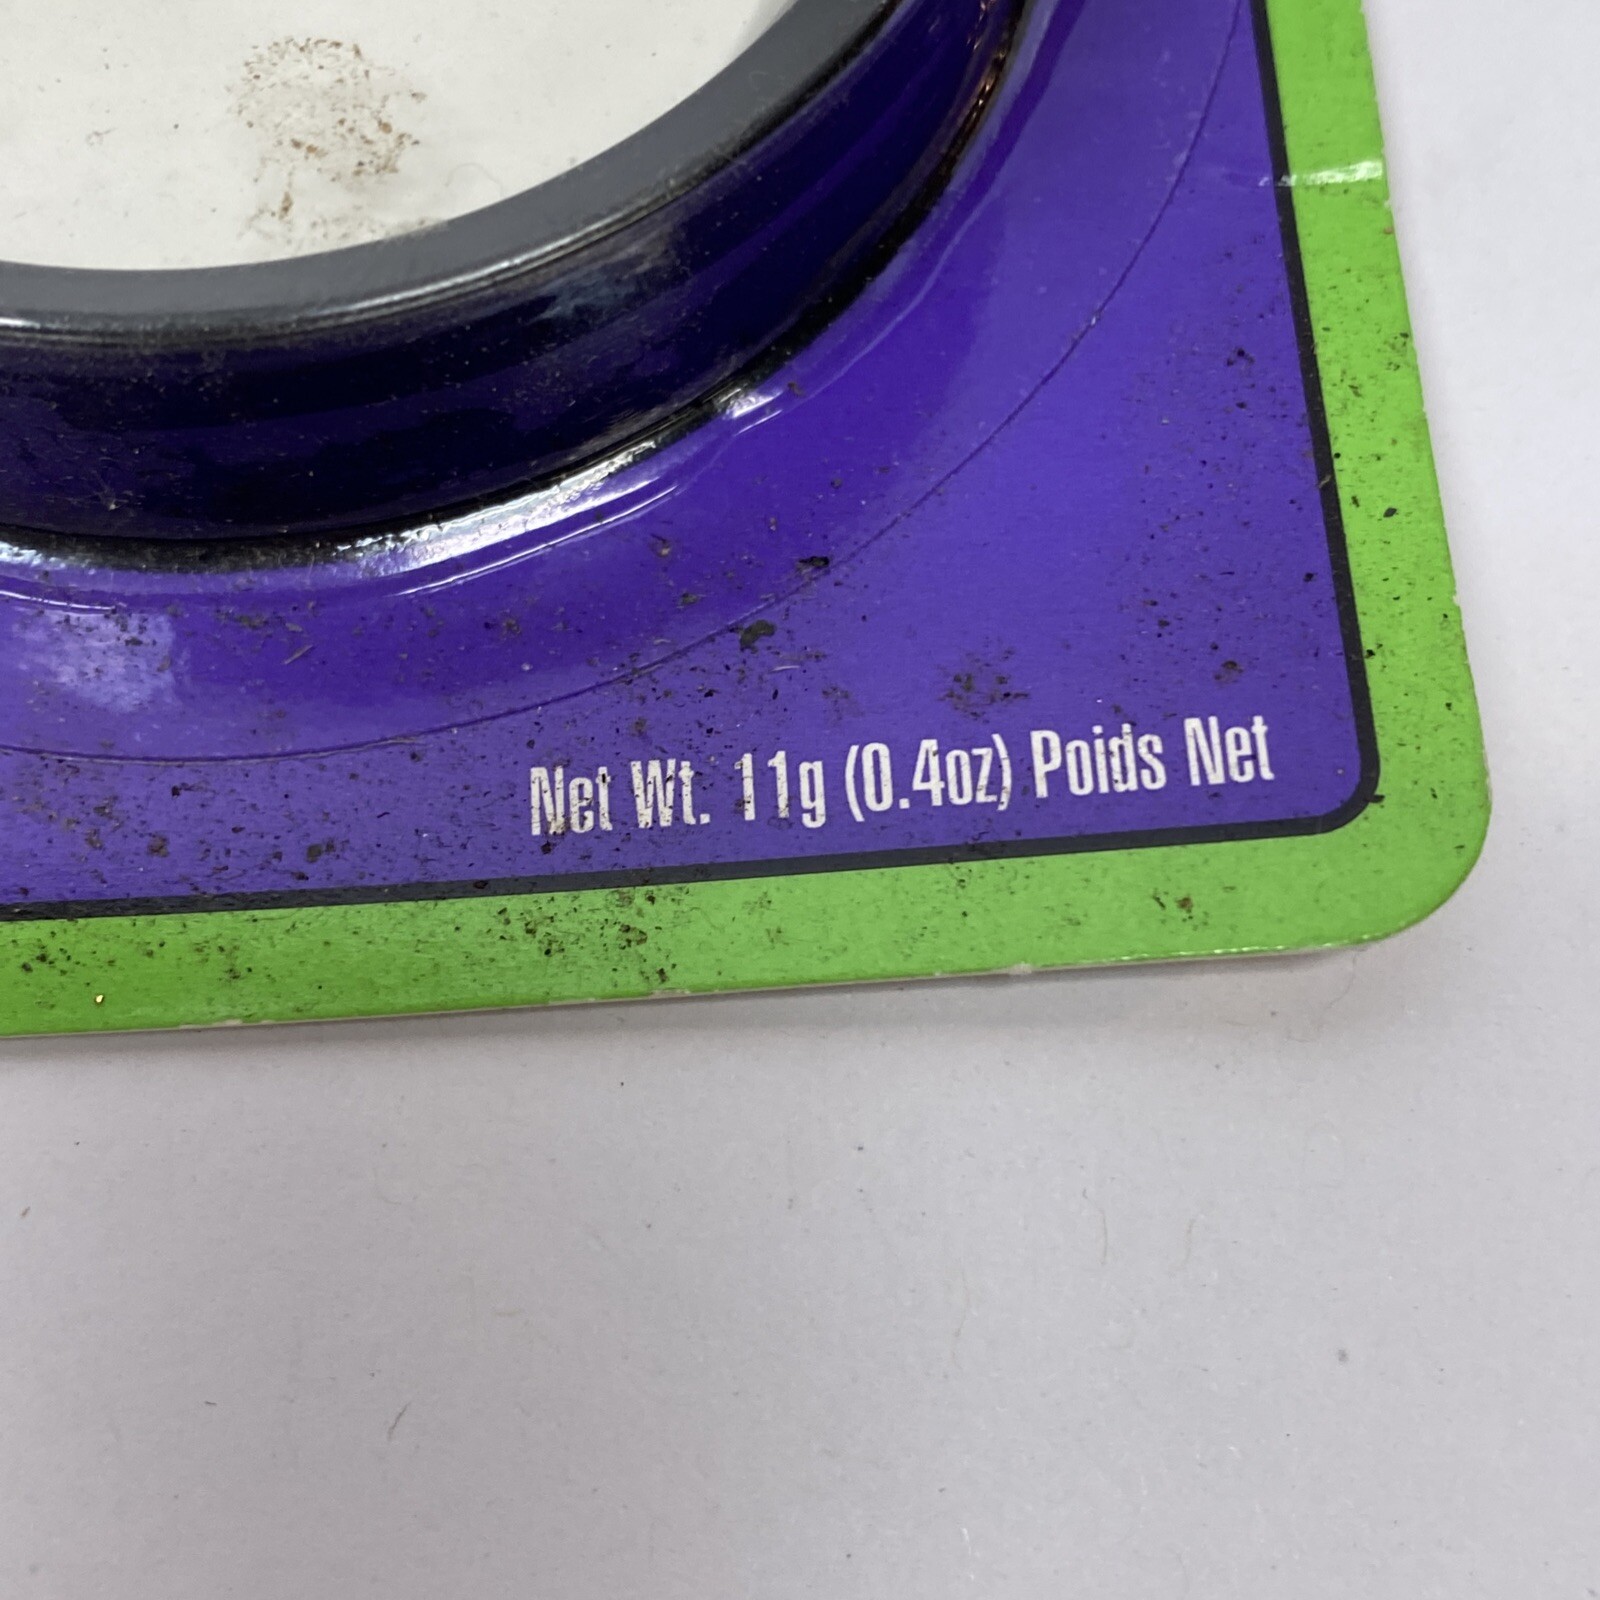 Net Wt. 11g (0.4oz) Poids Net